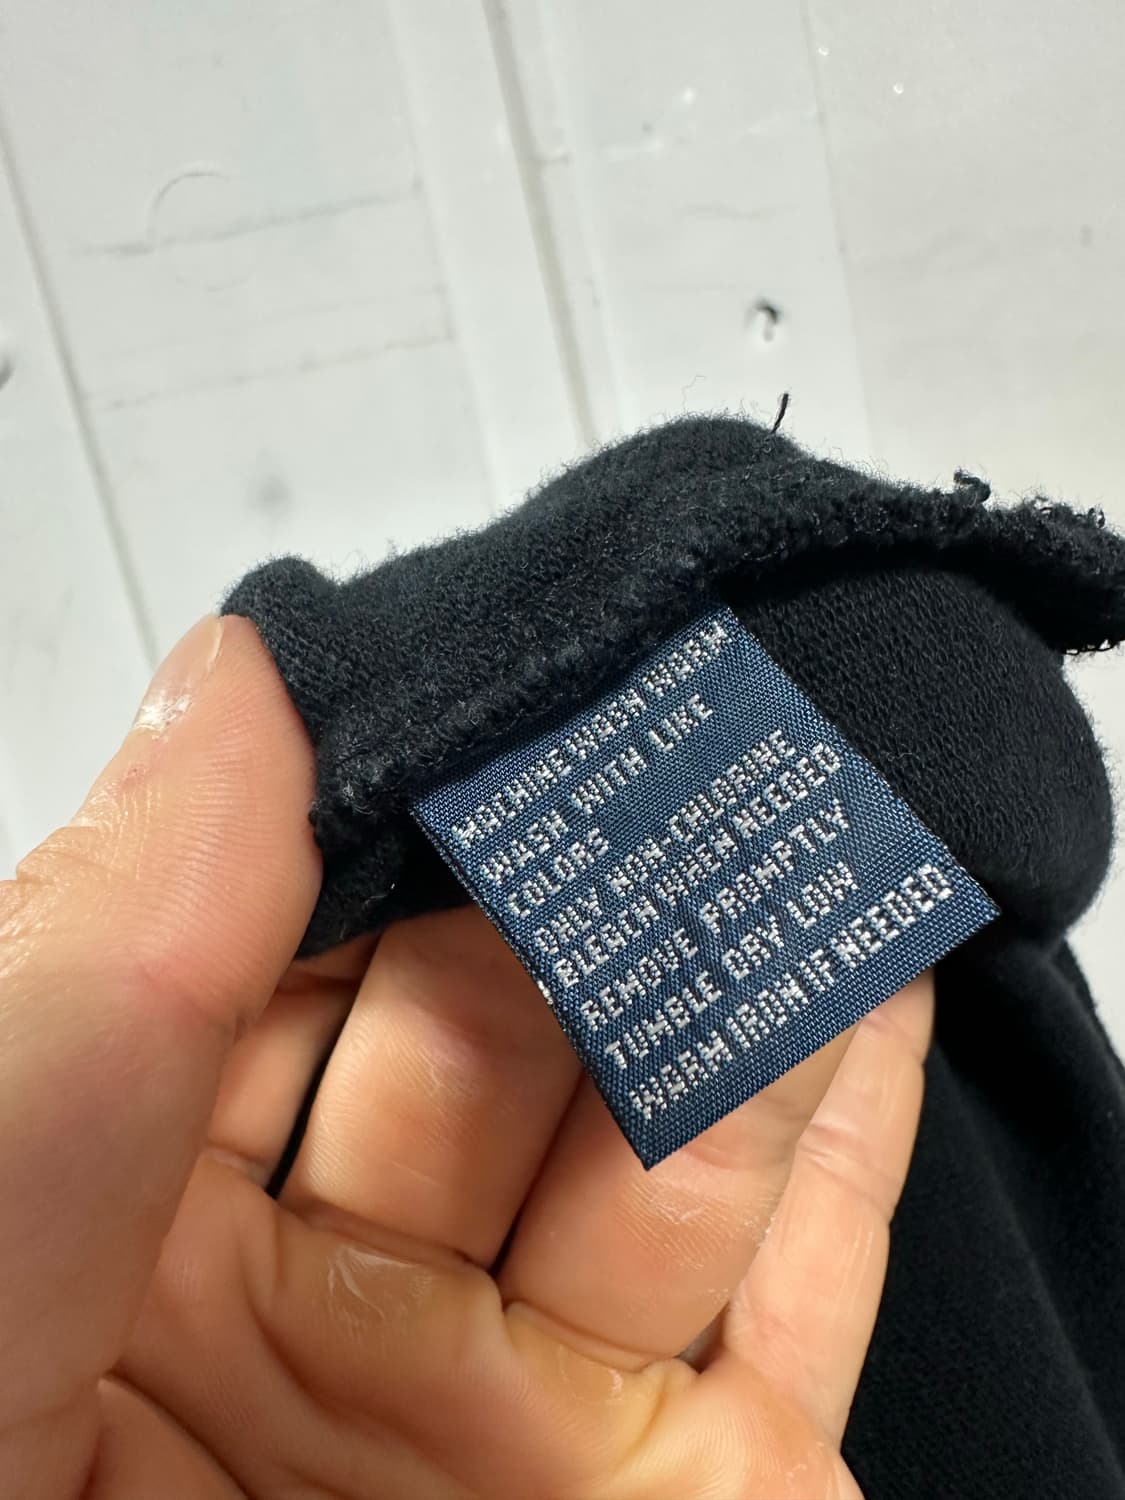 MACHINE WASH WARM
WASH WITH LIKE
COLORS
ONLY NON-CHLORINE
BLEACH WHEN NEEDED
REMOVE PROMPTLY
TUMBLE DRY LOW
WARM IRON IF NEEDED